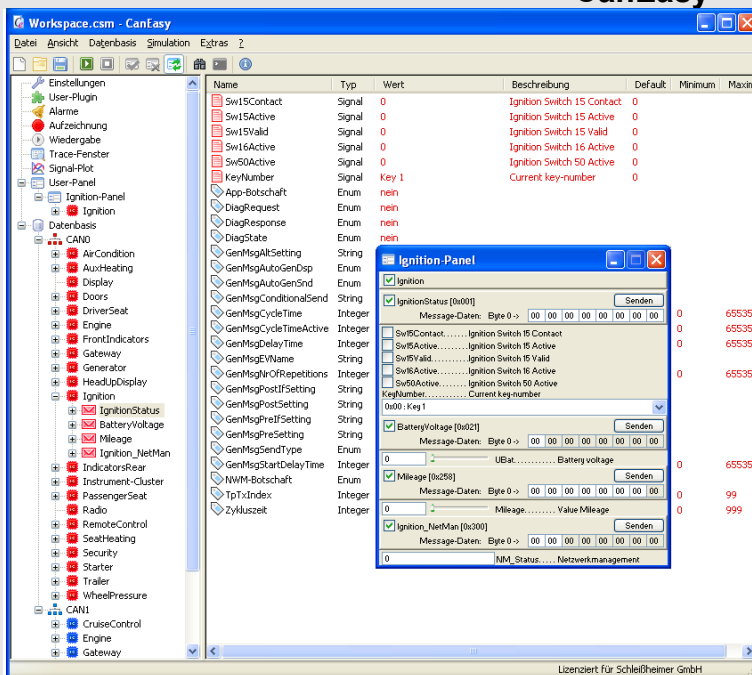 CanEasy
Workspace.csm - CanEasy
Datei Ansicht Datenbasis Simulation Extras ?
Einstellungen
User-Plugin
Alarme
Aufzeichnung
Wiedergabe
Trace-Fenster
Signal-Plot
User-Panel
Ignition-Panel
Ignition
Datenbasis
CAN0
AirCondition
AuxHeating
Display
Doors
DriverSeat
Engine
FrontIndicators
Gateway
Generator
HeadUpDisplay
Ignition
IgnitionStatus
BatteryVoltage
Mileage
Ignition_NetMan
IndicatorsRear
Instrument-Cluster
PassengerSeat
Radio
RemoteControl
SeatHeating
Security
Starter
Trailer
WheelPressure
CAN1
CruiseControl
Engine
Gateway
Name Typ Wert Beschreibung Default Minimum Maxim
Sw15Contact Signal 0 Ignition Switch 15 Contact 0
Sw15Active Signal 0 Ignition Switch 15 Active 0
Sw15Valid Signal 0 Ignition Switch 15 Valid 0
Sw16Active Signal 0 Ignition Switch 16 Active 0
Sw50Active Signal 0 Ignition Switch 50 Active 0
KeyNumber Signal Key 1 Current key-number 0
App-Botschaft Enum nein
DiagRequest Enum nein
DiagResponse Enum nein
DiagState Enum nein
GenMsgAltSetting String
GenMsgAutoGenDsp Enum
GenMsgAutoGenSnd Enum
GenMsgConditionalSend String
GenMsgCycleTime Integer 0 65535
GenMsgCycleTimeActive Integer 0 65535
GenMsgDelayTime Integer 0 65535
GenMsgEVName String
GenMsgNrOfRepetitions Integer 0 65535
GenMsgPostIfSetting String
GenMsgPostSetting String
GenMsgPreIfSetting String
GenMsgPreSetting String
GenMsgSendType Enum
GenMsgStartDelayTime Integer 0 65535
NWM-Botschaft Enum
TpTxIndex Integer 0 99
Zykluszeit Integer 0 999
Ignition-Panel
Ignition
IgnitionStatus [0x001] Senden
Message-Daten: Byte 0 -> 00 00 00 00 00 00 00 00
Sw15Contact.......Ignition Switch 15 Contact
Sw15Active.........Ignition Switch 15 Active
Sw15Valid...........Ignition Switch 15 Valid
Sw16Active.........Ignition Switch 16 Active
Sw50Active.........Ignition Switch 50 Active
KeyNumber............ Current key-number
0x00 : Key 1
BatteryVoltage [0x021] Senden
Message-Daten: Byte 0 -> 00 00 00 00 00 00 00 00
0 UBat........... Battery voltage
Mileage [0x258] Senden
Message-Daten: Byte 0 -> 00 00 00 00 00 00 00 00
0 Mileage......... Value Mileage
Ignition_NetMan [0x300] Senden
Message-Daten: Byte 0 -> 00 00 00 00 00 00 00 00
0 NM_Status..... Netzwerkmanagement
Lizenziert für Schleißheimer GmbH